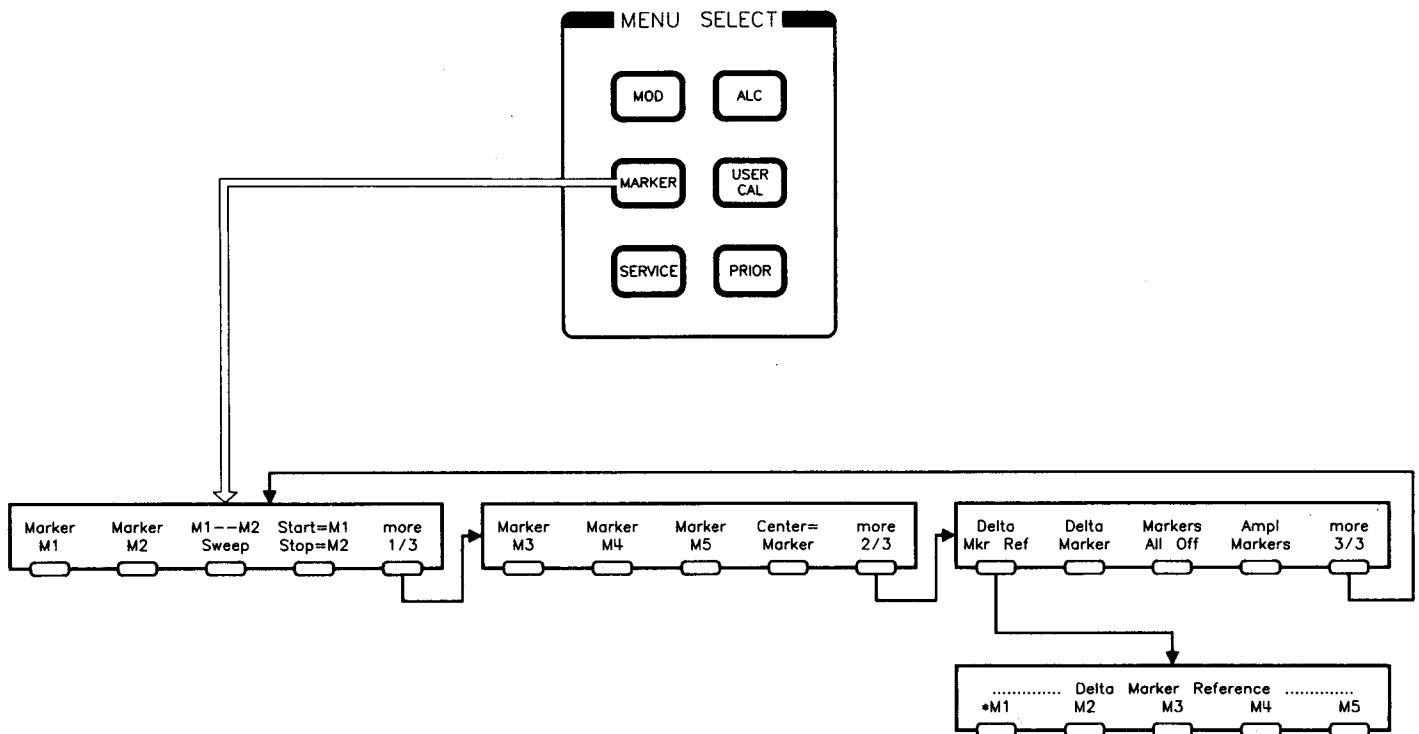 MENU SELECT
MOD ALC
MARKER USER CAL
SERVICE PRIOR
Marker Marker M1--M2 Start=M1 more
M1 M2 Sweep Stop=M2 1/3
Marker Marker Marker Center= more
M3 M4 M5 Marker 2/3
Delta Delta Markers Ampl more
Mkr Ref Marker All Off Markers 3/3
.............. Delta Marker Reference ..............
*M1 M2 M3 M4 M5